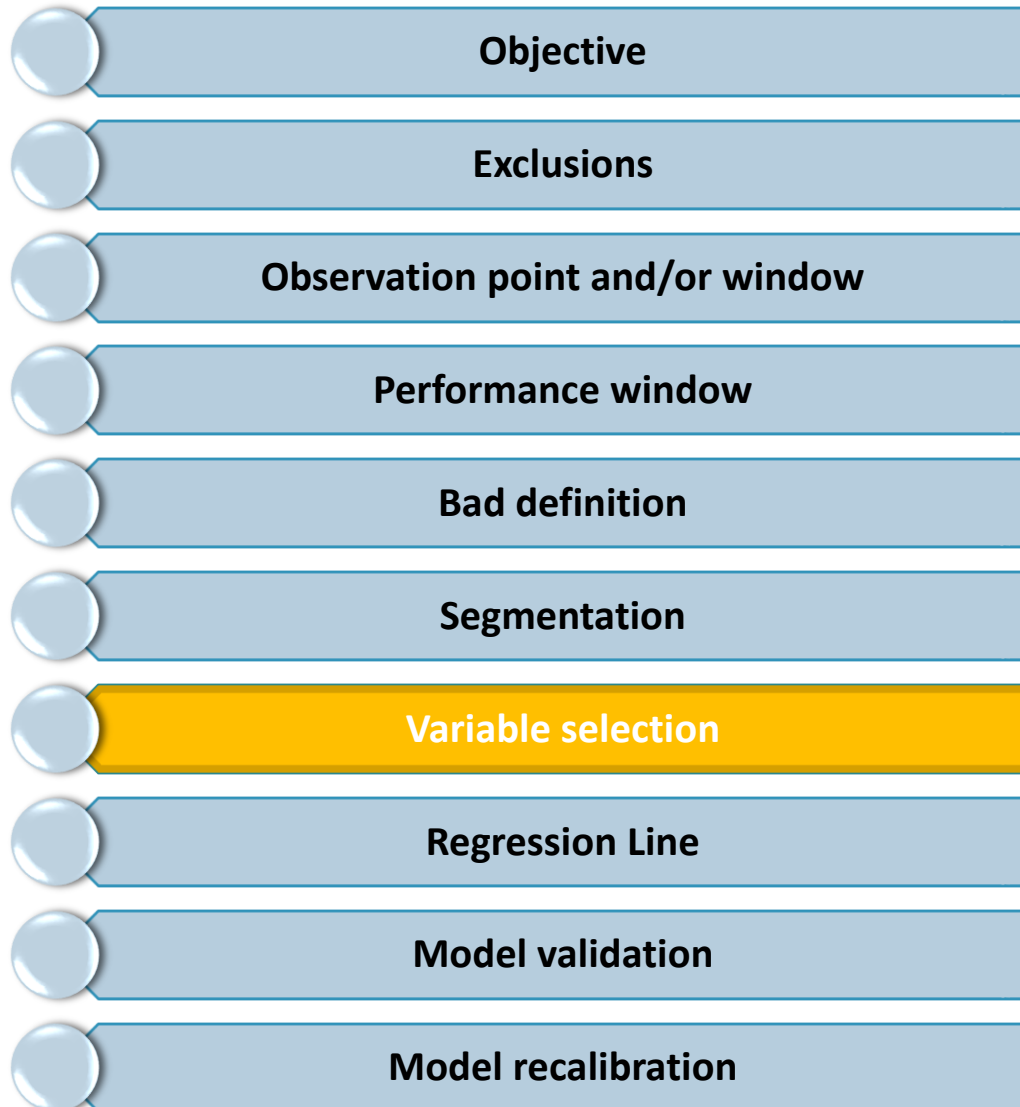 Objective
Exclusions
Observation point and/or window
Performance window
Bad definition
Segmentation
Variable selection
Regression Line
Model validation
Model recalibration